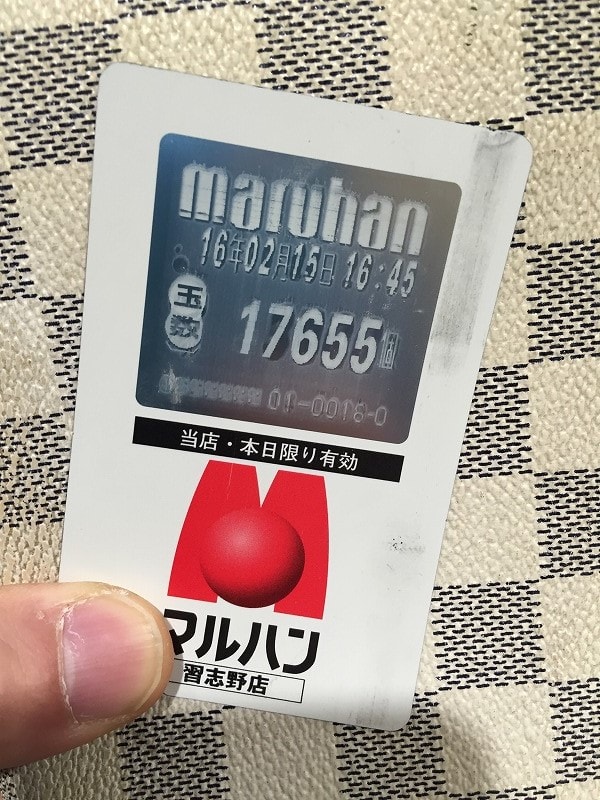 maruhan
16年02月15日 16:45
玉数 17655個
01-0016-0
当店・本日限り有効
マルハン
習志野店